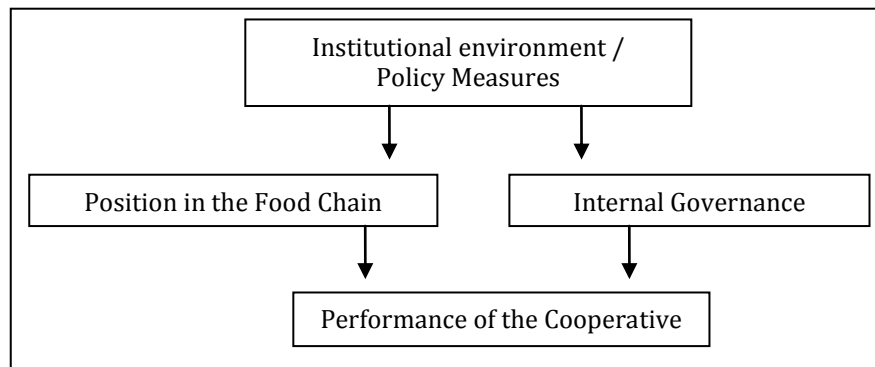 Institutional environment /
Policy Measures
Position in the Food Chain
Internal Governance
Performance of the Cooperative